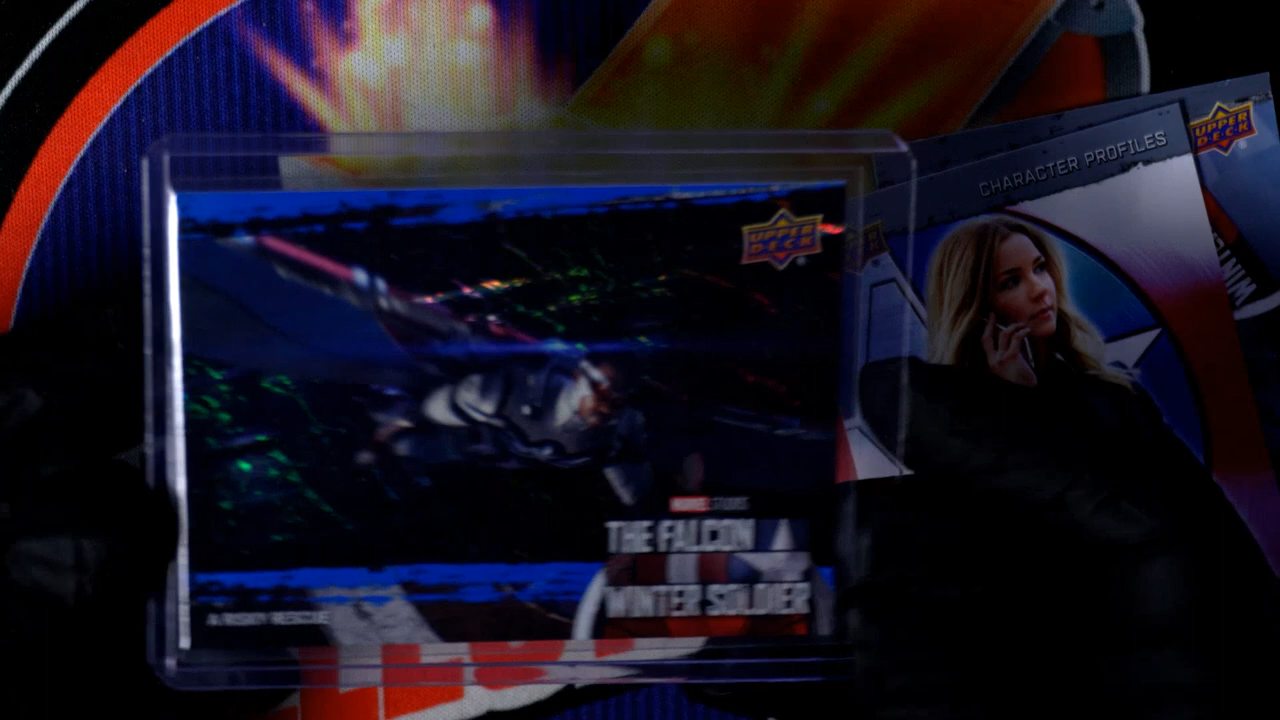 UPPER
DECK
CHARACTER PROFILES
UPPER
DECK
MARVEL STUDIOS
THE FALCON
WINTER SOLDIER
A RISKY RESCUE